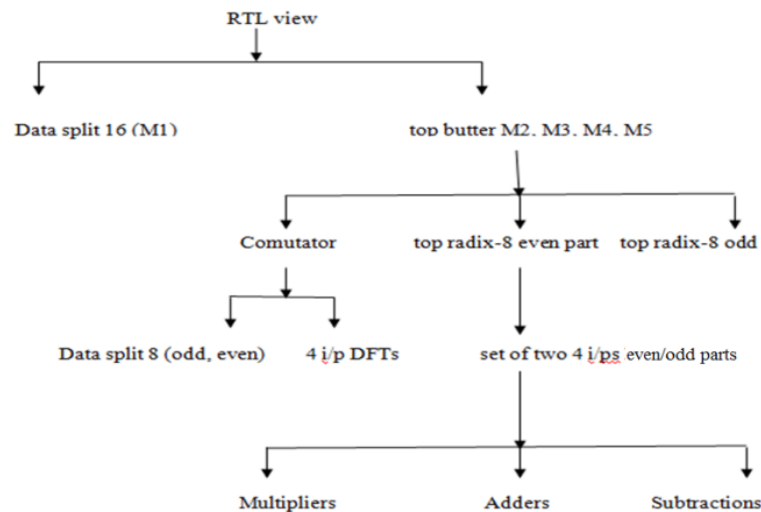 RTL view
Data split 16 (M1)
top butter M2, M3, M4, M5
Comutator
top radix-8 even part
top radix-8 odd
Data split 8 (odd, even)
4 i/p DFTs
set of two 4 i/ps even/odd parts
Multipliers
Adders
Subtractions